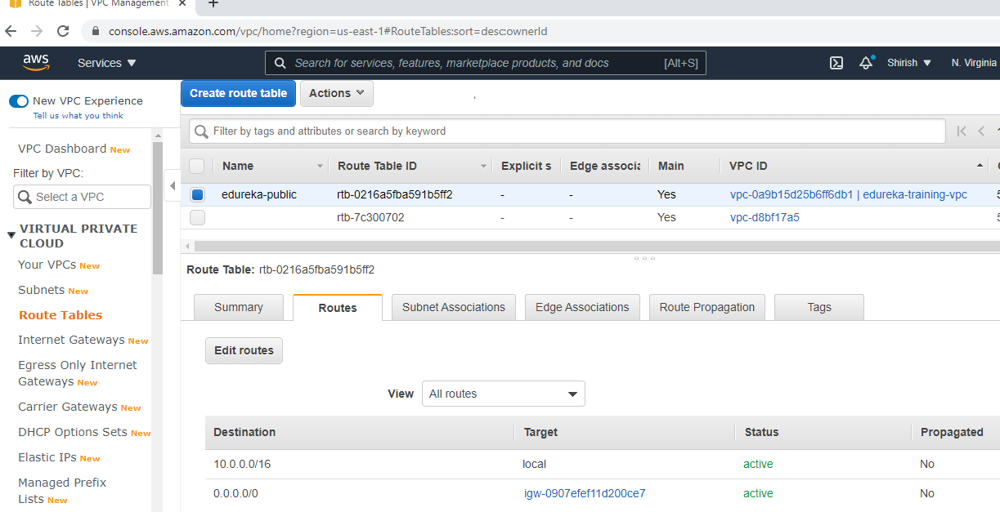 Route Tables | VPC Management
console.aws.amazon.com/vpc/home?region=us-east-1#RouteTables:sort=desc:ownerId
aws Services Search for services, features, marketplace products, and docs [Alt+S] Shirish N. Virginia
New VPC Experience
Tell us what you think
VPC Dashboard New
Filter by VPC:
Select a VPC
VIRTUAL PRIVATE
CLOUD
Your VPCs New
Subnets New
Route Tables
Internet Gateways New
Egress Only Internet
Gateways New
Carrier Gateways New
DHCP Options Sets New
Elastic IPs New
Managed Prefix
Lists New
Create route table Actions
Filter by tags and attributes or search by keyword
Name Route Table ID Explicit s Edge associa Main VPC ID
edureka-public rtb-0216a5fba591b5ff2 - - Yes vpc-0a9b15d25b6ff6db1 | edureka-training-vpc
rtb-7c300702 - - Yes vpc-d8bf17a5
Route Table: rtb-0216a5fba591b5ff2
Summary Routes Subnet Associations Edge Associations Route Propagation Tags
Edit routes
View All routes
Destination Target Status Propagated
10.0.0.0/16 local active No
0.0.0.0/0 igw-0907efef11d200ce7 active No